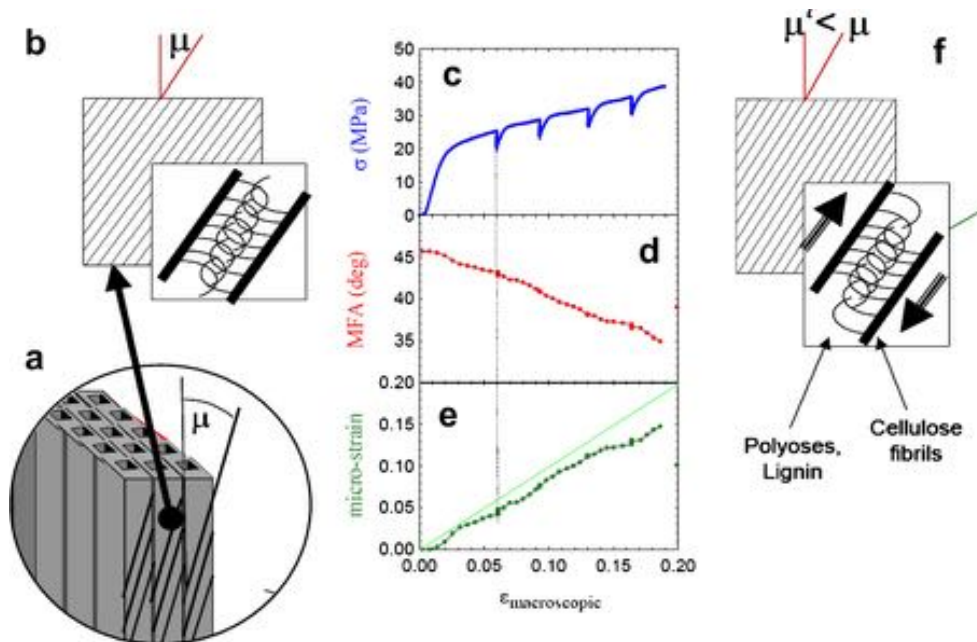 b
μ
a
μ
c
50
40
30
20
10
0
σ (MPa)
d
45
40
35
MFA (deg)
e
0.20
0.15
0.10
0.05
0.00
micro-strain
0.00 0.05 0.10 0.15 0.20
εmacroscopic
μ'< μ
f
Polyoses,
Lignin
Cellulose
fibrils